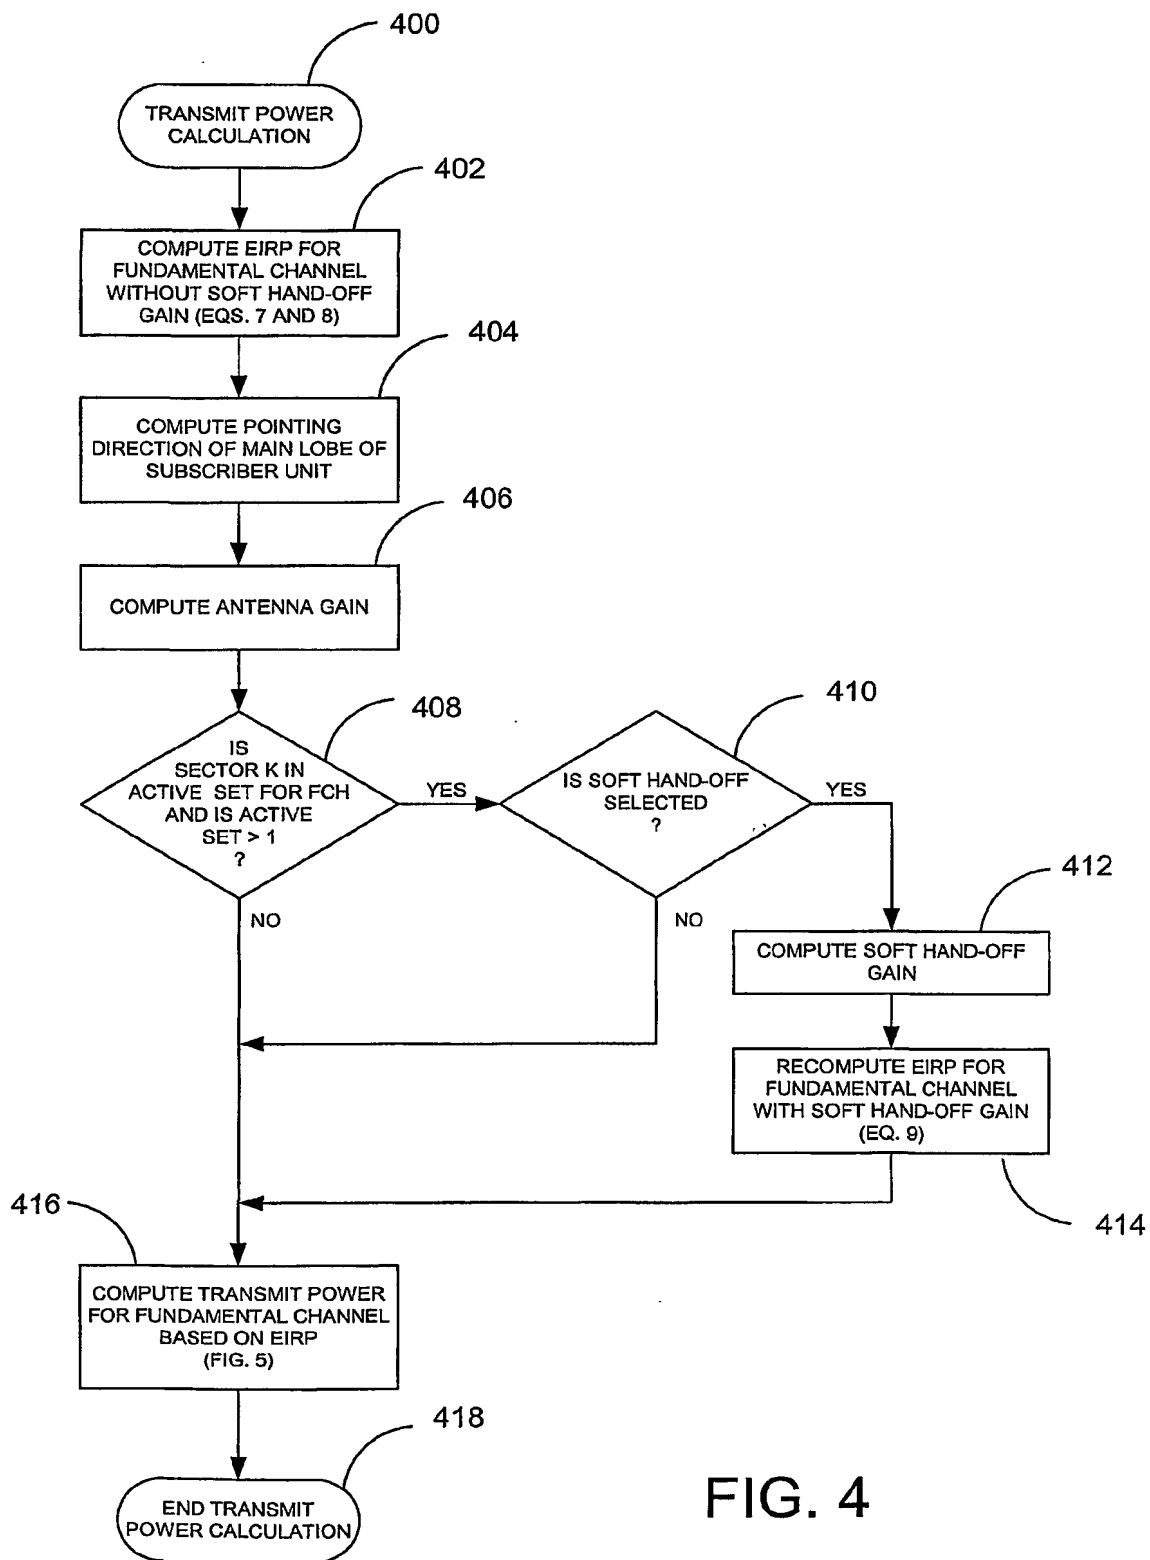 400
TRANSMIT POWER
CALCULATION
402
COMPUTE EIRP FOR
FUNDAMENTAL CHANNEL
WITHOUT SOFT HAND-OFF
GAIN (EQS. 7 AND 8)
404
COMPUTE POINTING
DIRECTION OF MAIN LOBE OF
SUBSCRIBER UNIT
406
COMPUTE ANTENNA GAIN
408
IS
SECTOR K IN
ACTIVE SET FOR FCH
AND IS ACTIVE
SET > 1
?
YES
NO
410
IS SOFT HAND-OFF
SELECTED
?
YES
NO
412
COMPUTE SOFT HAND-OFF
GAIN
RECOMPUTE EIRP FOR
FUNDAMENTAL CHANNEL
WITH SOFT HAND-OFF GAIN
(EQ. 9)
414
416
COMPUTE TRANSMIT POWER
FOR FUNDAMENTAL CHANNEL
BASED ON EIRP
(FIG. 5)
418
END TRANSMIT
POWER CALCULATION
FIG. 4